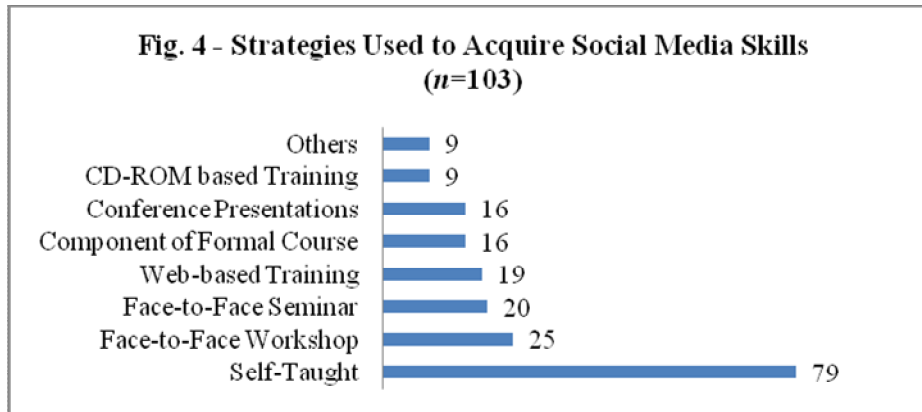 Fig. 4 - Strategies Used to Acquire Social Media Skills
(n=103)
Others 9
CD-ROM based Training 9
Conference Presentations 16
Component of Formal Course 16
Web-based Training 19
Face-to-Face Seminar 20
Face-to-Face Workshop 25
Self-Taught 79